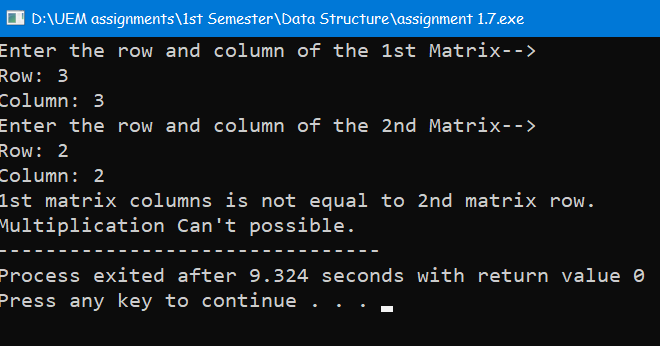 D:\UEM assignments\1st Semester\Data Structure\assignment 1.7.exe
Enter the row and column of the 1st Matrix-->
Row: 3
Column: 3
Enter the row and column of the 2nd Matrix-->
Row: 2
Column: 2
1st matrix columns is not equal to 2nd matrix row.
Multiplication Can't possible.
--------------------------------
Process exited after 9.324 seconds with return value 0
Press any key to continue . . .